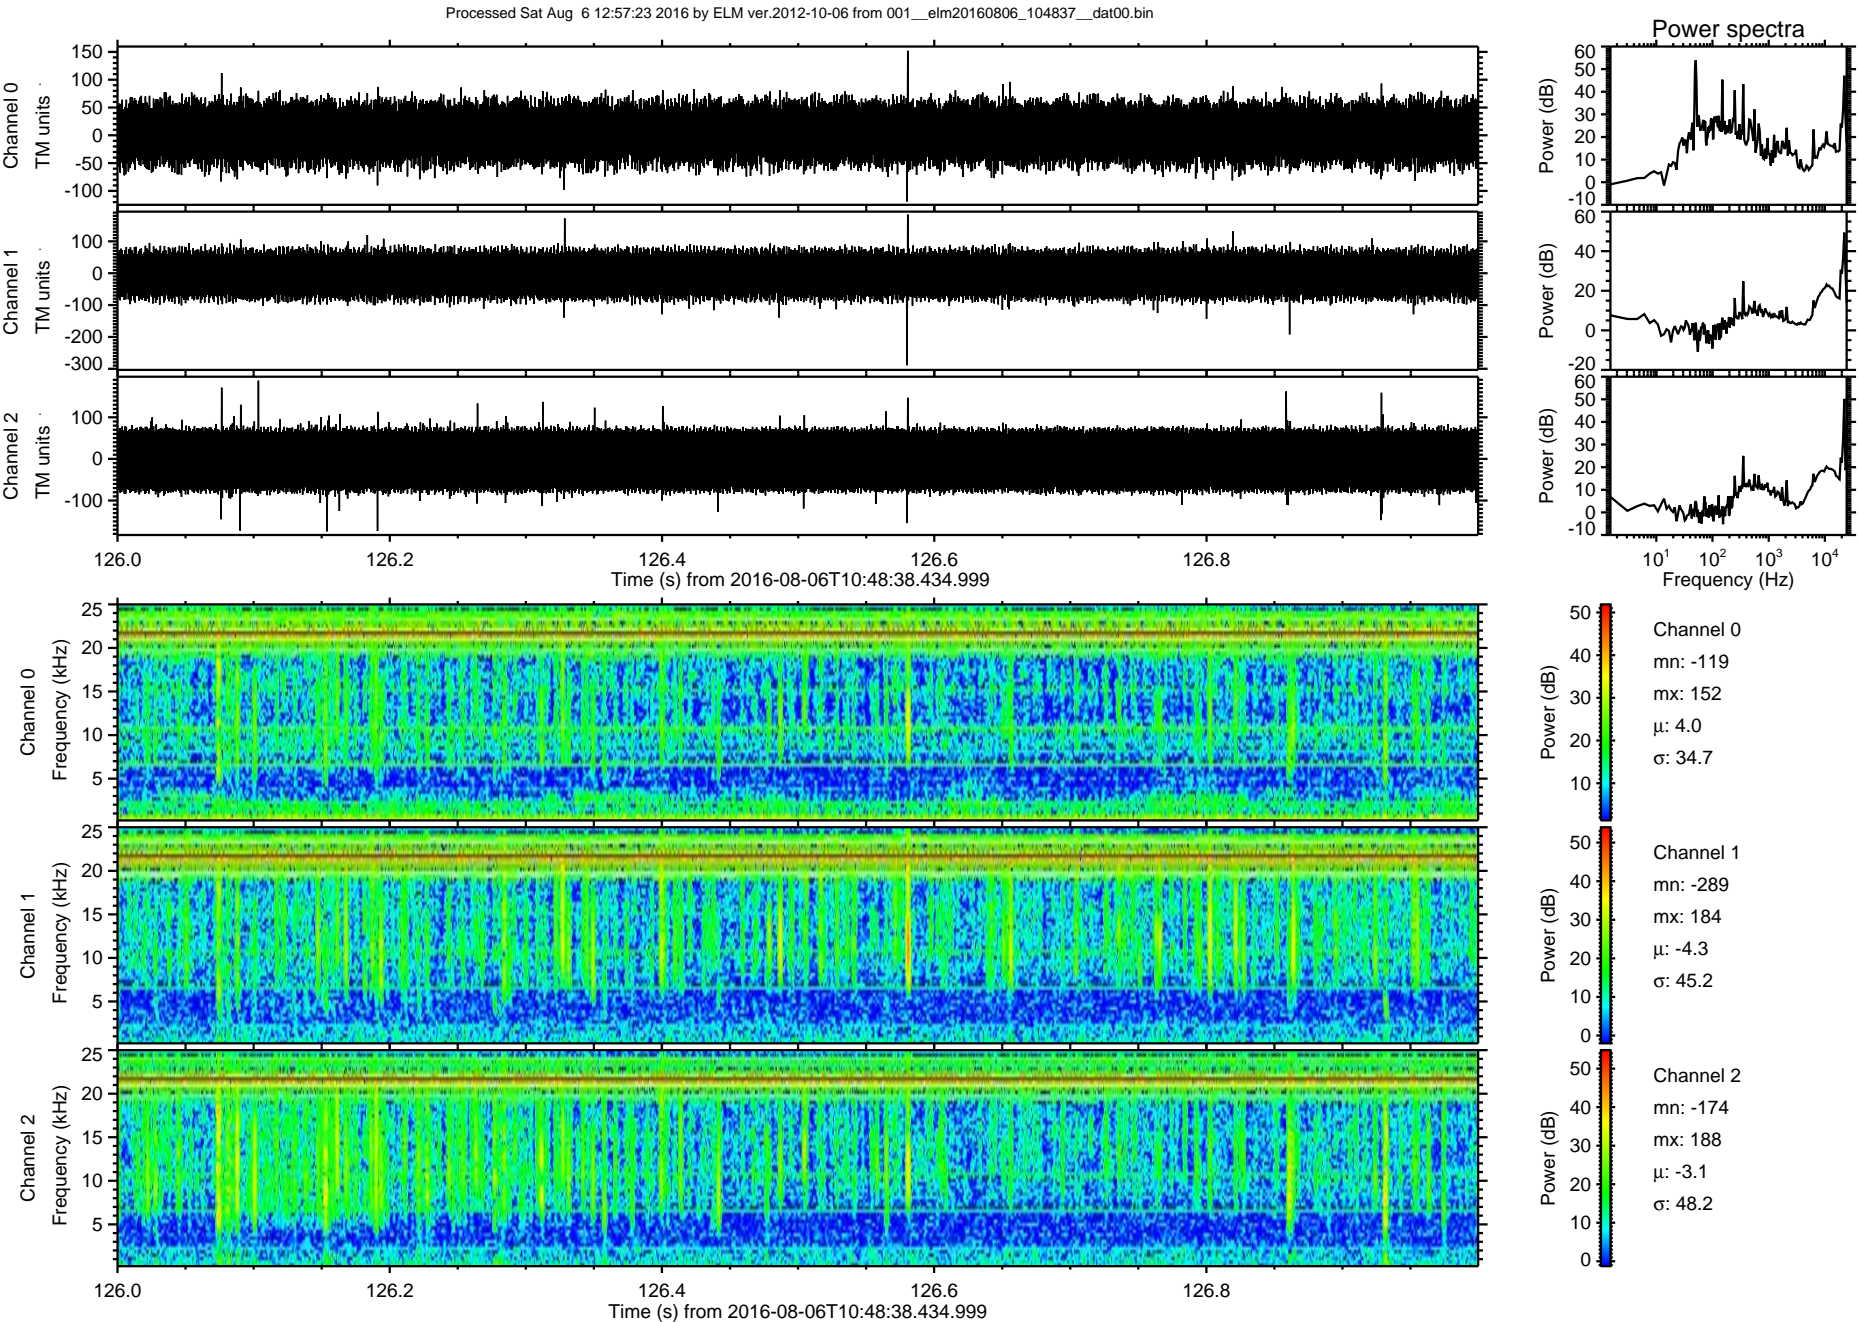 Processed Sat Aug  6 12:57:23 2016 by ELM ver.2012-10-06 from 001__elm20160806_104837__dat00.bin
Power spectra
Channel 0
TM units
150
100
50
0
-50
-100
Power (dB)
60
50
40
30
20
10
0
-10
Channel 1
TM units
100
0
-100
-200
-300
Power (dB)
60
40
20
0
-20
Channel 2
TM units
100
0
-100
Power (dB)
60
50
40
30
20
10
0
-10
126.0 126.2 126.4 126.6 126.8
Time (s) from 2016-08-06T10:48:38.434.999
10¹ 10² 10³ 10⁴
Frequency (Hz)
Channel 0
Frequency (kHz)
25
20
15
10
5
Power (dB)
50
40
30
20
10
Channel 0
mn: -119
mx: 152
μ: 4.0
σ: 34.7
Channel 1
Frequency (kHz)
25
20
15
10
5
Power (dB)
50
40
30
20
10
0
Channel 1
mn: -289
mx: 184
μ: -4.3
σ: 45.2
Channel 2
Frequency (kHz)
25
20
15
10
5
Power (dB)
50
40
30
20
10
0
Channel 2
mn: -174
mx: 188
μ: -3.1
σ: 48.2
126.0 126.2 126.4 126.6 126.8
Time (s) from 2016-08-06T10:48:38.434.999